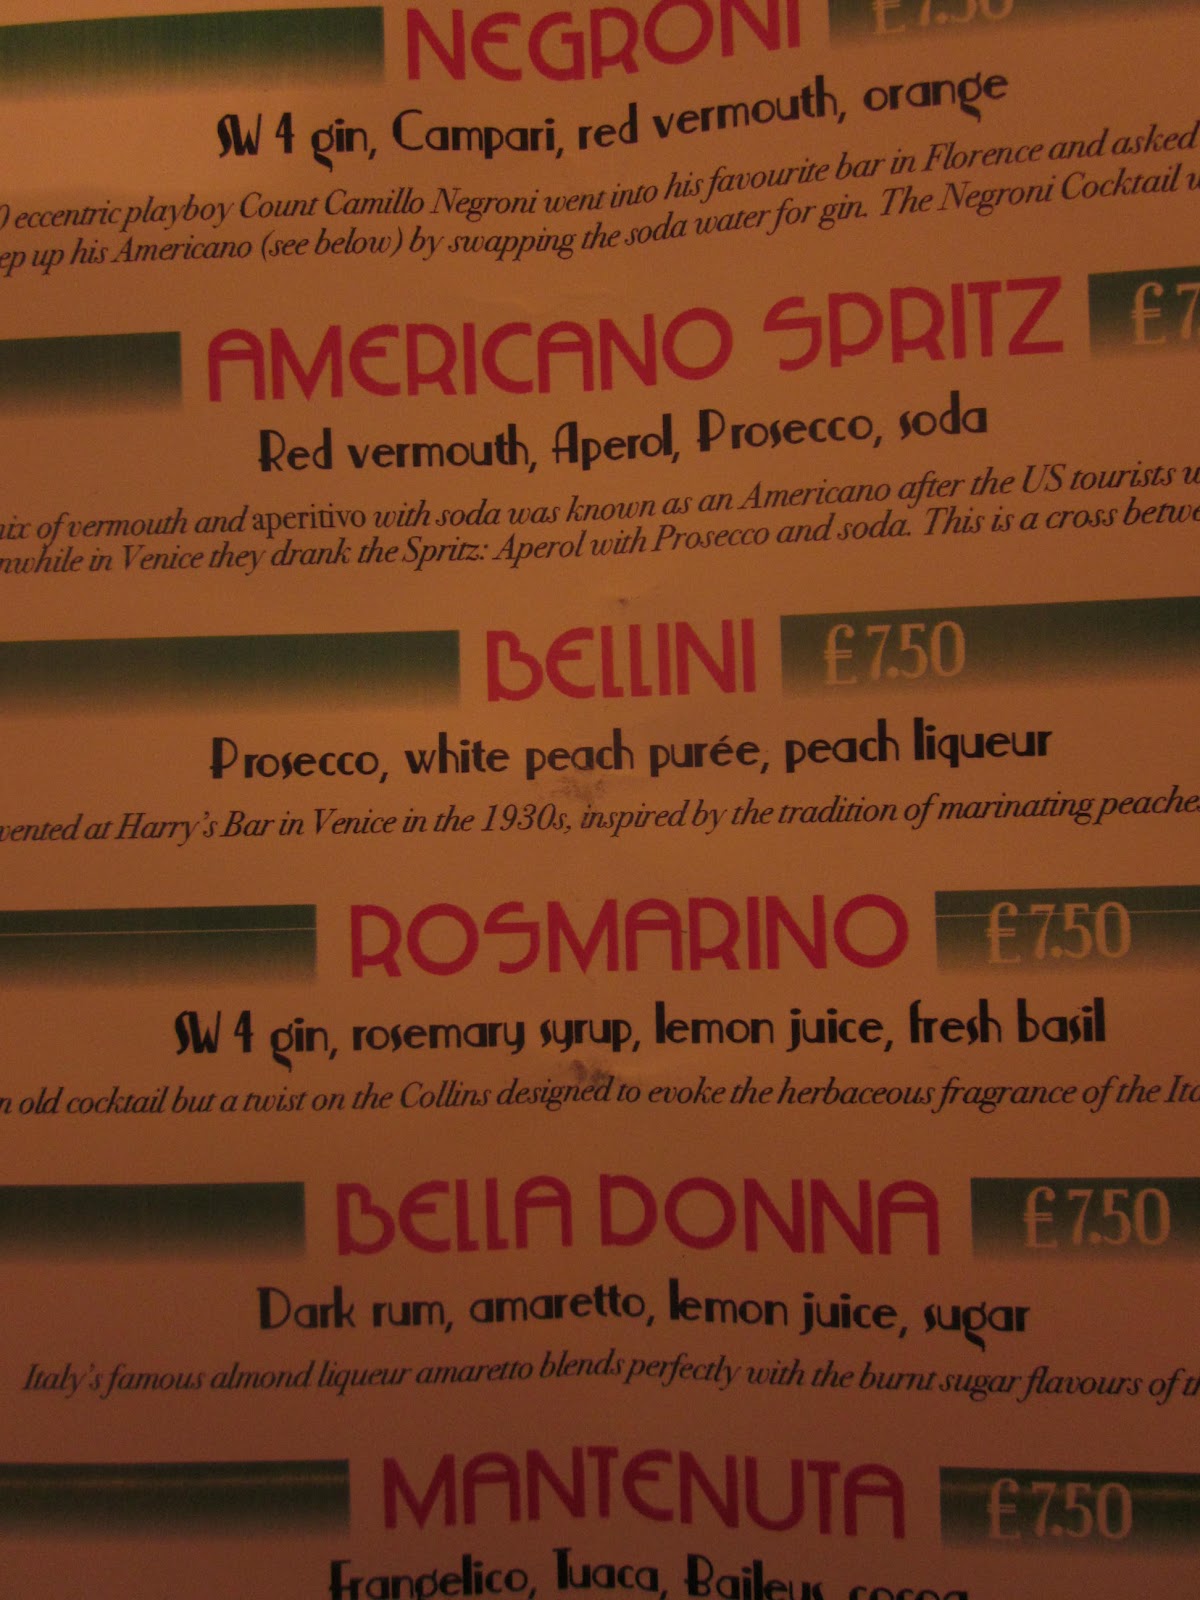 NEGRONI £7.50
SW4 gin, Campari, red vermouth, orange
eccentric playboy Count Camillo Negroni went into his favourite bar in Florence and asked
up his Americano (see below) by swapping the soda water for gin. The Negroni Cocktail
AMERICANO SPRITZ £7
Red vermouth, Aperol, Prosecco, soda
of vermouth and aperitivo with soda was known as an Americano after the US tourists
in Venice they drank the Spritz: Aperol with Prosecco and soda. This is a cross
BELLINI £7.50
Prosecco, white peach purée, peach liqueur
at Harry's Bar in Venice in the 1930s, inspired by the tradition of marinating
ROSMARINO £7.50
SW4 gin, rosemary syrup, lemon juice, fresh basil
old cocktail but a twist on the Collins designed to evoke the herbaceous fragrance of the
BELLA DONNA £7.50
Dark rum, amaretto, lemon juice, sugar
Italy's famous almond liqueur amaretto blends perfectly with the burnt sugar flavours of
MANTENUTA £7.50
Frangelico, Tuaca, Baileys, cocoa